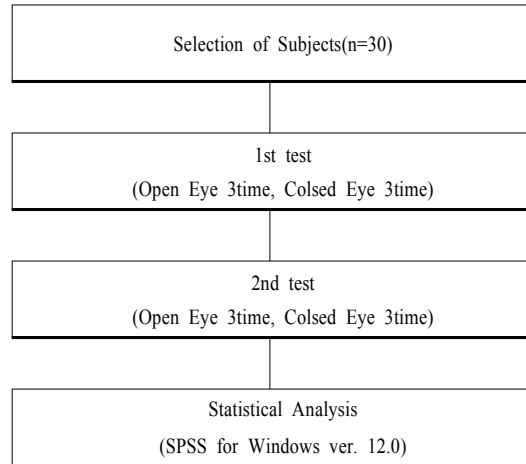 Selection of Subjects(n=30)
1st test
(Open Eye 3time, Colsed Eye 3time)
2nd test
(Open Eye 3time, Colsed Eye 3time)
Statistical Analysis
(SPSS for Windows ver. 12.0)